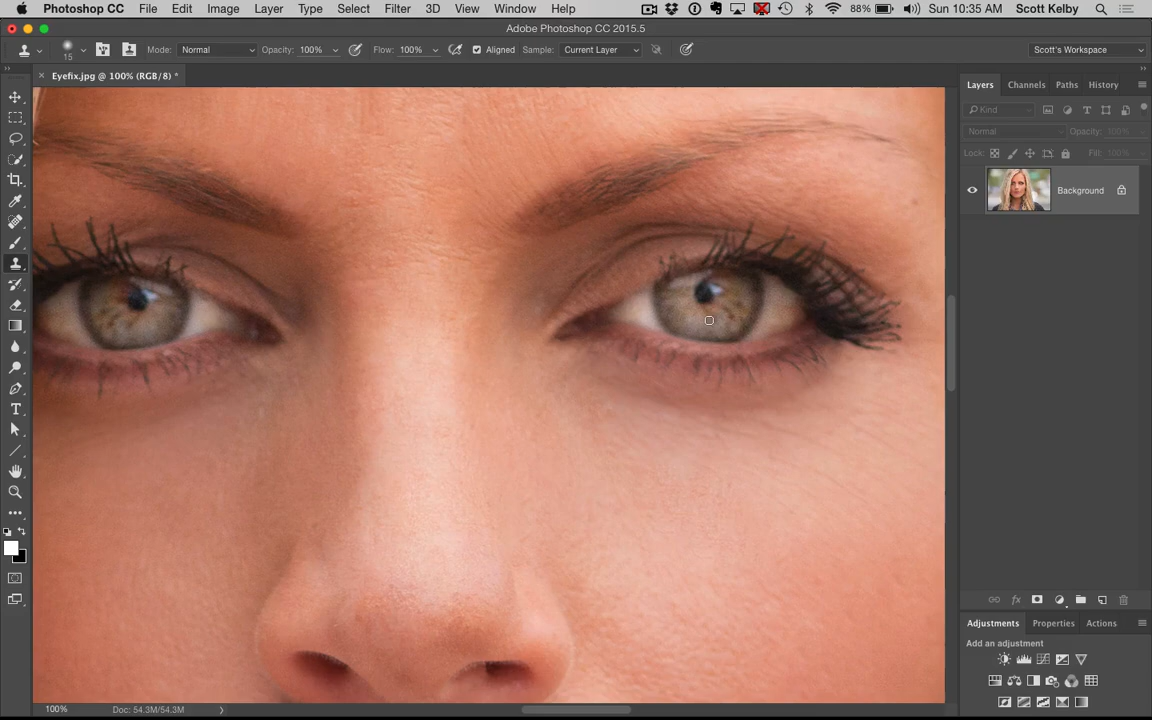 Photoshop CC File Edit Image Layer Type Select Filter 3D View Window Help 88% Sun 10:35 AM Scott Kelby
Adobe Photoshop CC 2015.5
15 Mode: Normal Opacity: 100% Flow: 100% Aligned Sample: Current Layer Scott's Workspace
Eyefix.jpg @ 100% (RGB/8) *
Layers Channels Paths History
Kind
Normal Opacity: 100%
Lock: Fill: 100%
Background
fx
Adjustments Properties Actions
Add an adjustment
100% Doc: 54.3M/54.3M